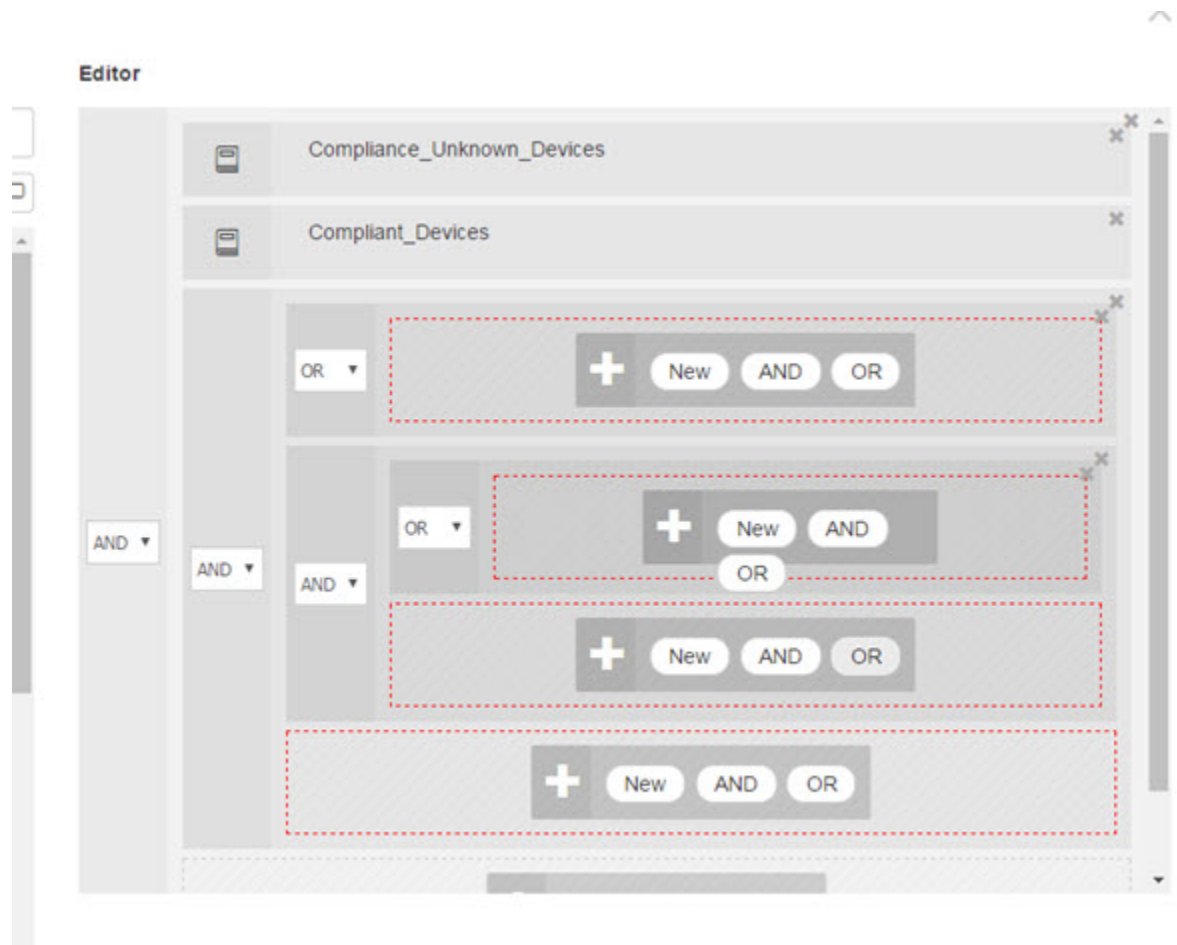 Editor
Compliance_Unknown_Devices
Compliant_Devices
OR
New AND OR
OR
New AND
OR
AND
AND
AND
New AND OR
New AND OR